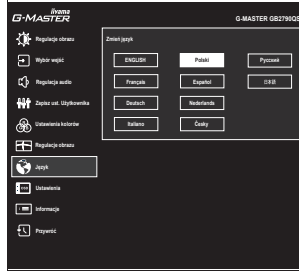 iiyama
G-MASTER
G-MASTER GB2790QS
Regulacje obrazu
Wybór wejść
Regulacja audio
Zapisz ust. Użytkownika
Ustawienia kolorów
Regulacje obrazu
Język
Ustawienia
Informacja
Przywróć
Zmień język
ENGLISH
Polski
Русский
Français
Español
日本語
Deutsch
Nederlands
Italiano
Česky